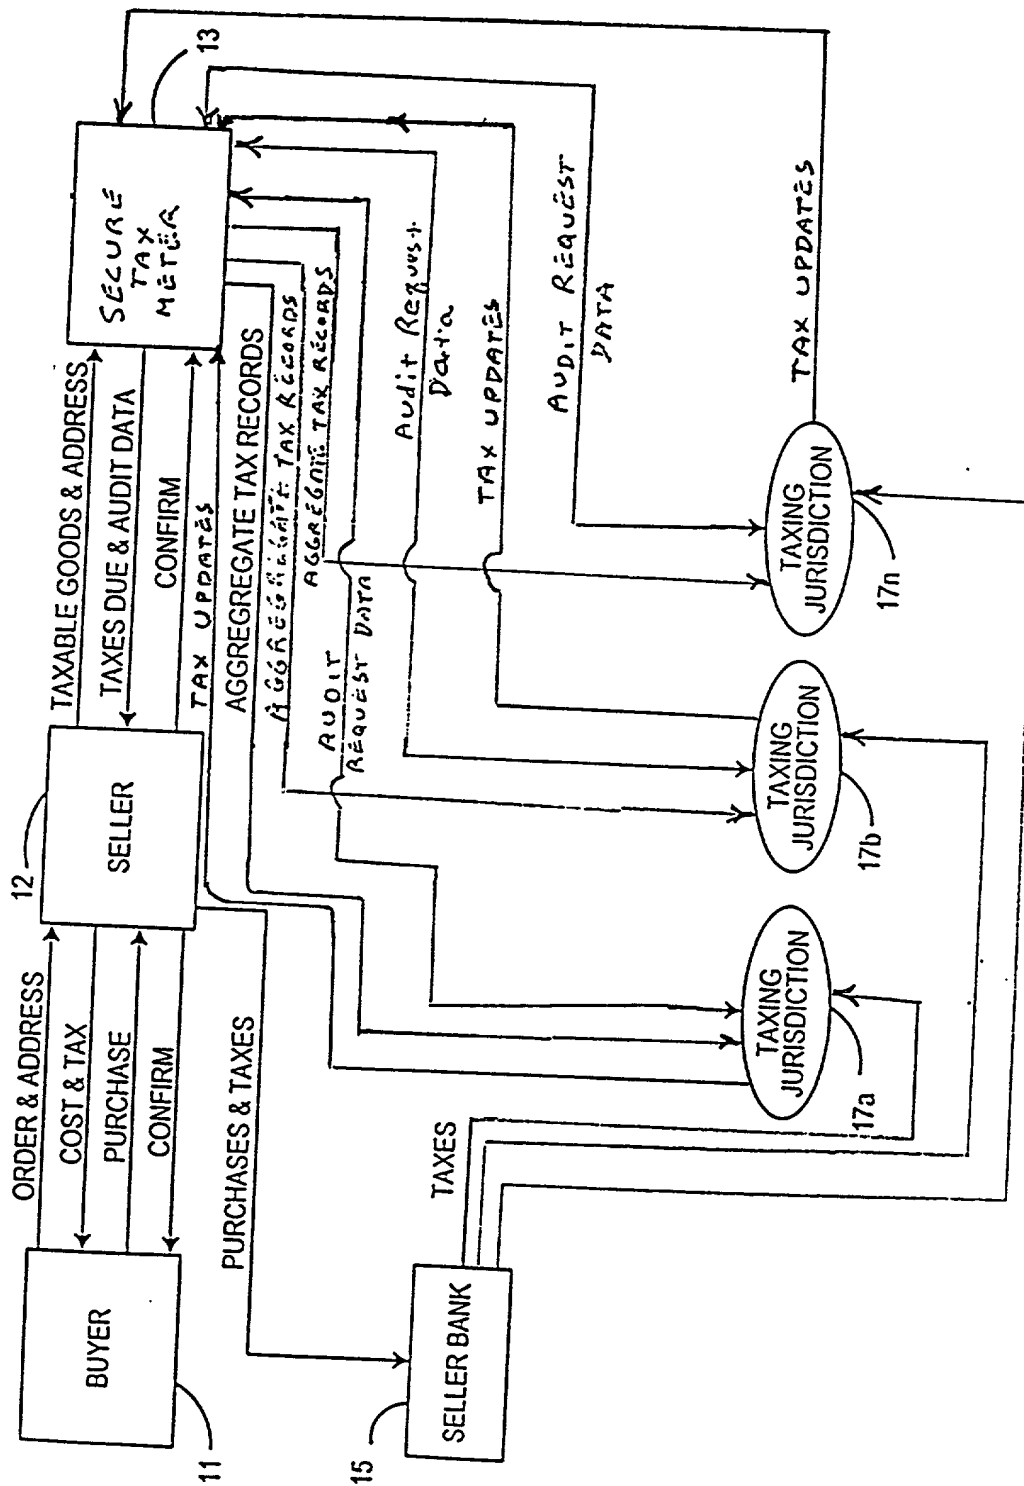 BUYER
11
ORDER & ADDRESS
COST & TAX
PURCHASE
CONFIRM
12
SELLER
TAXABLE GOODS & ADDRESS
TAXES DUE & AUDIT DATA
CONFIRM
TAX UPDATES
SECURE
TAX
METER
13
AGGREGREGATE TAX RECORDS
AGGREGREGATE TAX RECORDS
AGGREGATE TAX RECORDS
AUDIT
REQUEST DATA
Audit Request
Data
TAX UPDATES
AUDIT REQUEST
DATA
TAX UPDATES
PURCHASES & TAXES
15
SELLER BANK
TAXES
TAXING
JURISDICTION
17a
TAXING
JURISDICTION
17b
TAXING
JURISDICTION
17n